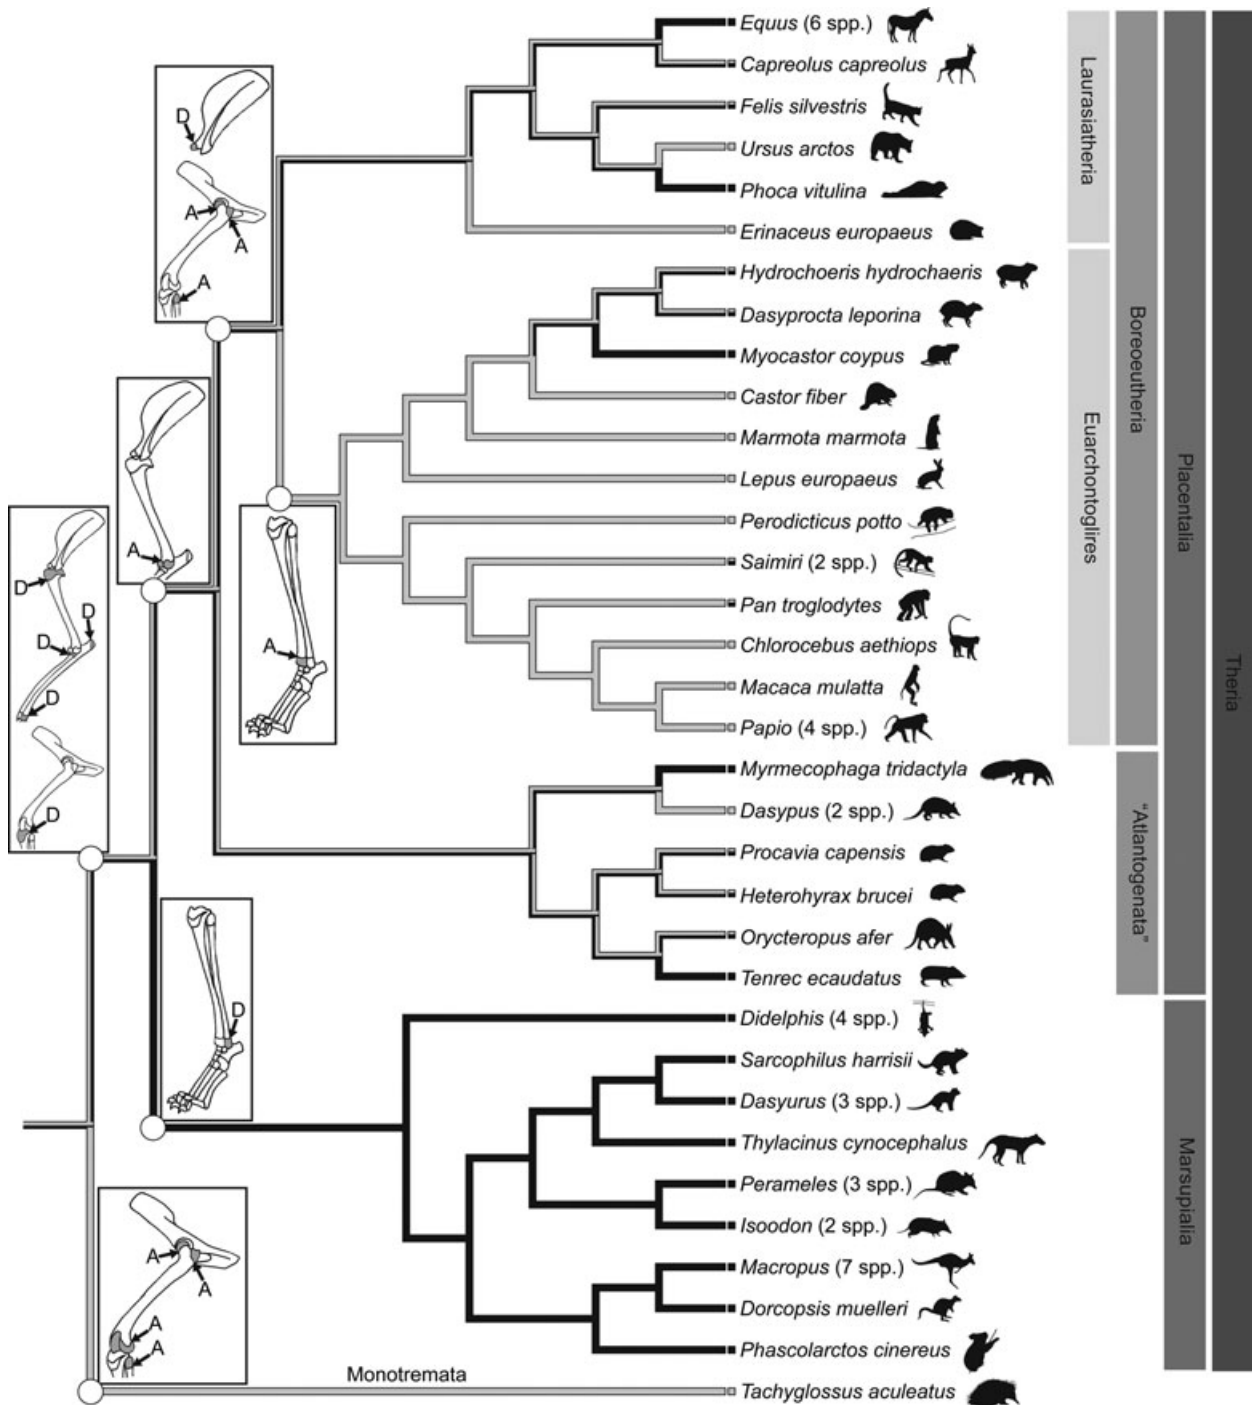 Equus (6 spp.)
Capreolus capreolus
Felis silvestris
Ursus arctos
Phoca vitulina
Erinaceus europaeus
Hydrochoeris hydrochaeris
Dasyprocta leporina
Myocastor coypus
Castor fiber
Marmota marmota
Lepus europaeus
Perodicticus potto
Saimiri (2 spp.)
Pan troglodytes
Chlorocebus aethiops
Macaca mulatta
Papio (4 spp.)
Myrmecophaga tridactyla
Dasypus (2 spp.)
Procavia capensis
Heterohyrax brucei
Orycteropus afer
Tenrec ecaudatus
Didelphis (4 spp.)
Sarcophilus harrisii
Dasyurus (3 spp.)
Thylacinus cynocephalus
Perameles (3 spp.)
Isoodon (2 spp.)
Macropus (7 spp.)
Dorcopsis muelleri
Phascolarctos cinereus
Monotremata
Tachyglossus aculeatus
D
A
A
A
A
D
D
D
D
D
A
D
A
A
A
A
Laurasiatheria
Euarchontoglires
Boreoeutheria
"Atlantogenata"
Placentalia
Marsupialia
Theria